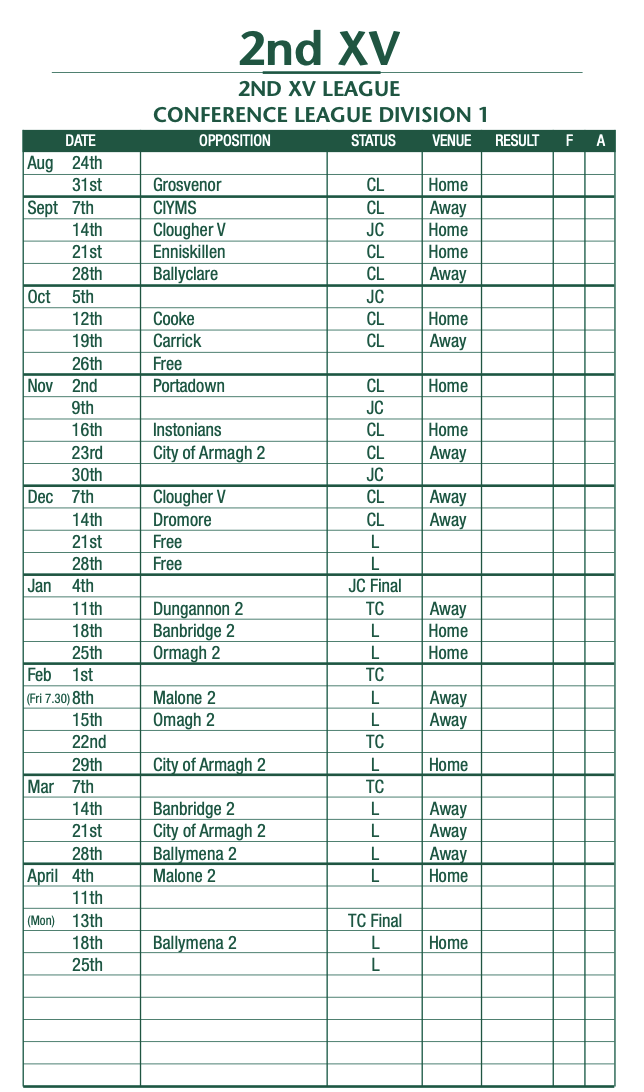 2nd XV
2ND XV LEAGUE
CONFERENCE LEAGUE DIVISION 1
DATE OPPOSITION STATUS VENUE RESULT F A
Aug 24th
31st Grosvenor CL Home
Sept 7th CIYMS CL Away
14th Clougher V JC Home
21st Enniskillen CL Home
28th Ballyclare CL Away
Oct 5th JC
12th Cooke CL Home
19th Carrick CL Away
26th Free
Nov 2nd Portadown CL Home
9th JC
16th Instonians CL Home
23rd City of Armagh 2 CL Away
30th JC
Dec 7th Clougher V CL Away
14th Dromore CL Away
21st Free L
28th Free L
Jan 4th JC Final
11th Dungannon 2 TC Away
18th Banbridge 2 L Home
25th Ormagh 2 L Home
Feb 1st TC
(Fri 7.30) 8th Malone 2 L Away
15th Omagh 2 L Away
22nd TC
29th City of Armagh 2 L Home
Mar 7th TC
14th Banbridge 2 L Away
21st City of Armagh 2 L Away
28th Ballymena 2 L Away
April 4th Malone 2 L Home
11th
(Mon) 13th TC Final
18th Ballymena 2 L Home
25th L